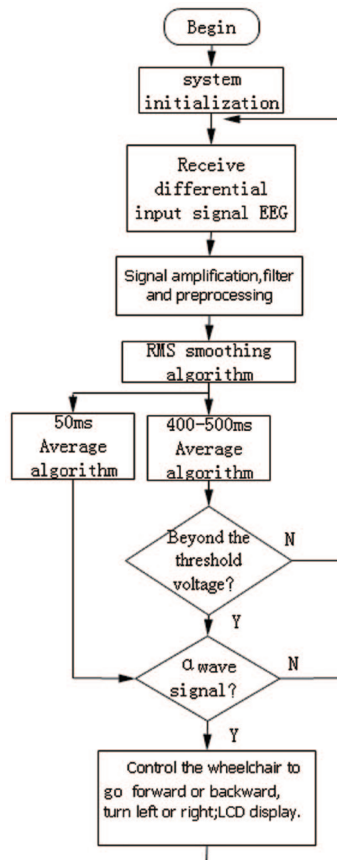 Begin
system
initialization
Receive
differential
input signal EEG
Signal amplification,filter
and preprocessing
RMS smoothing
algorithm
50ms
Average
algorithm
400-500ms
Average
algorithm
Beyond the
threshold
voltage?
N
Y
α wave
signal?
N
Y
Control the wheelchair to
go forward or backward,
turn left or right;LCD display.